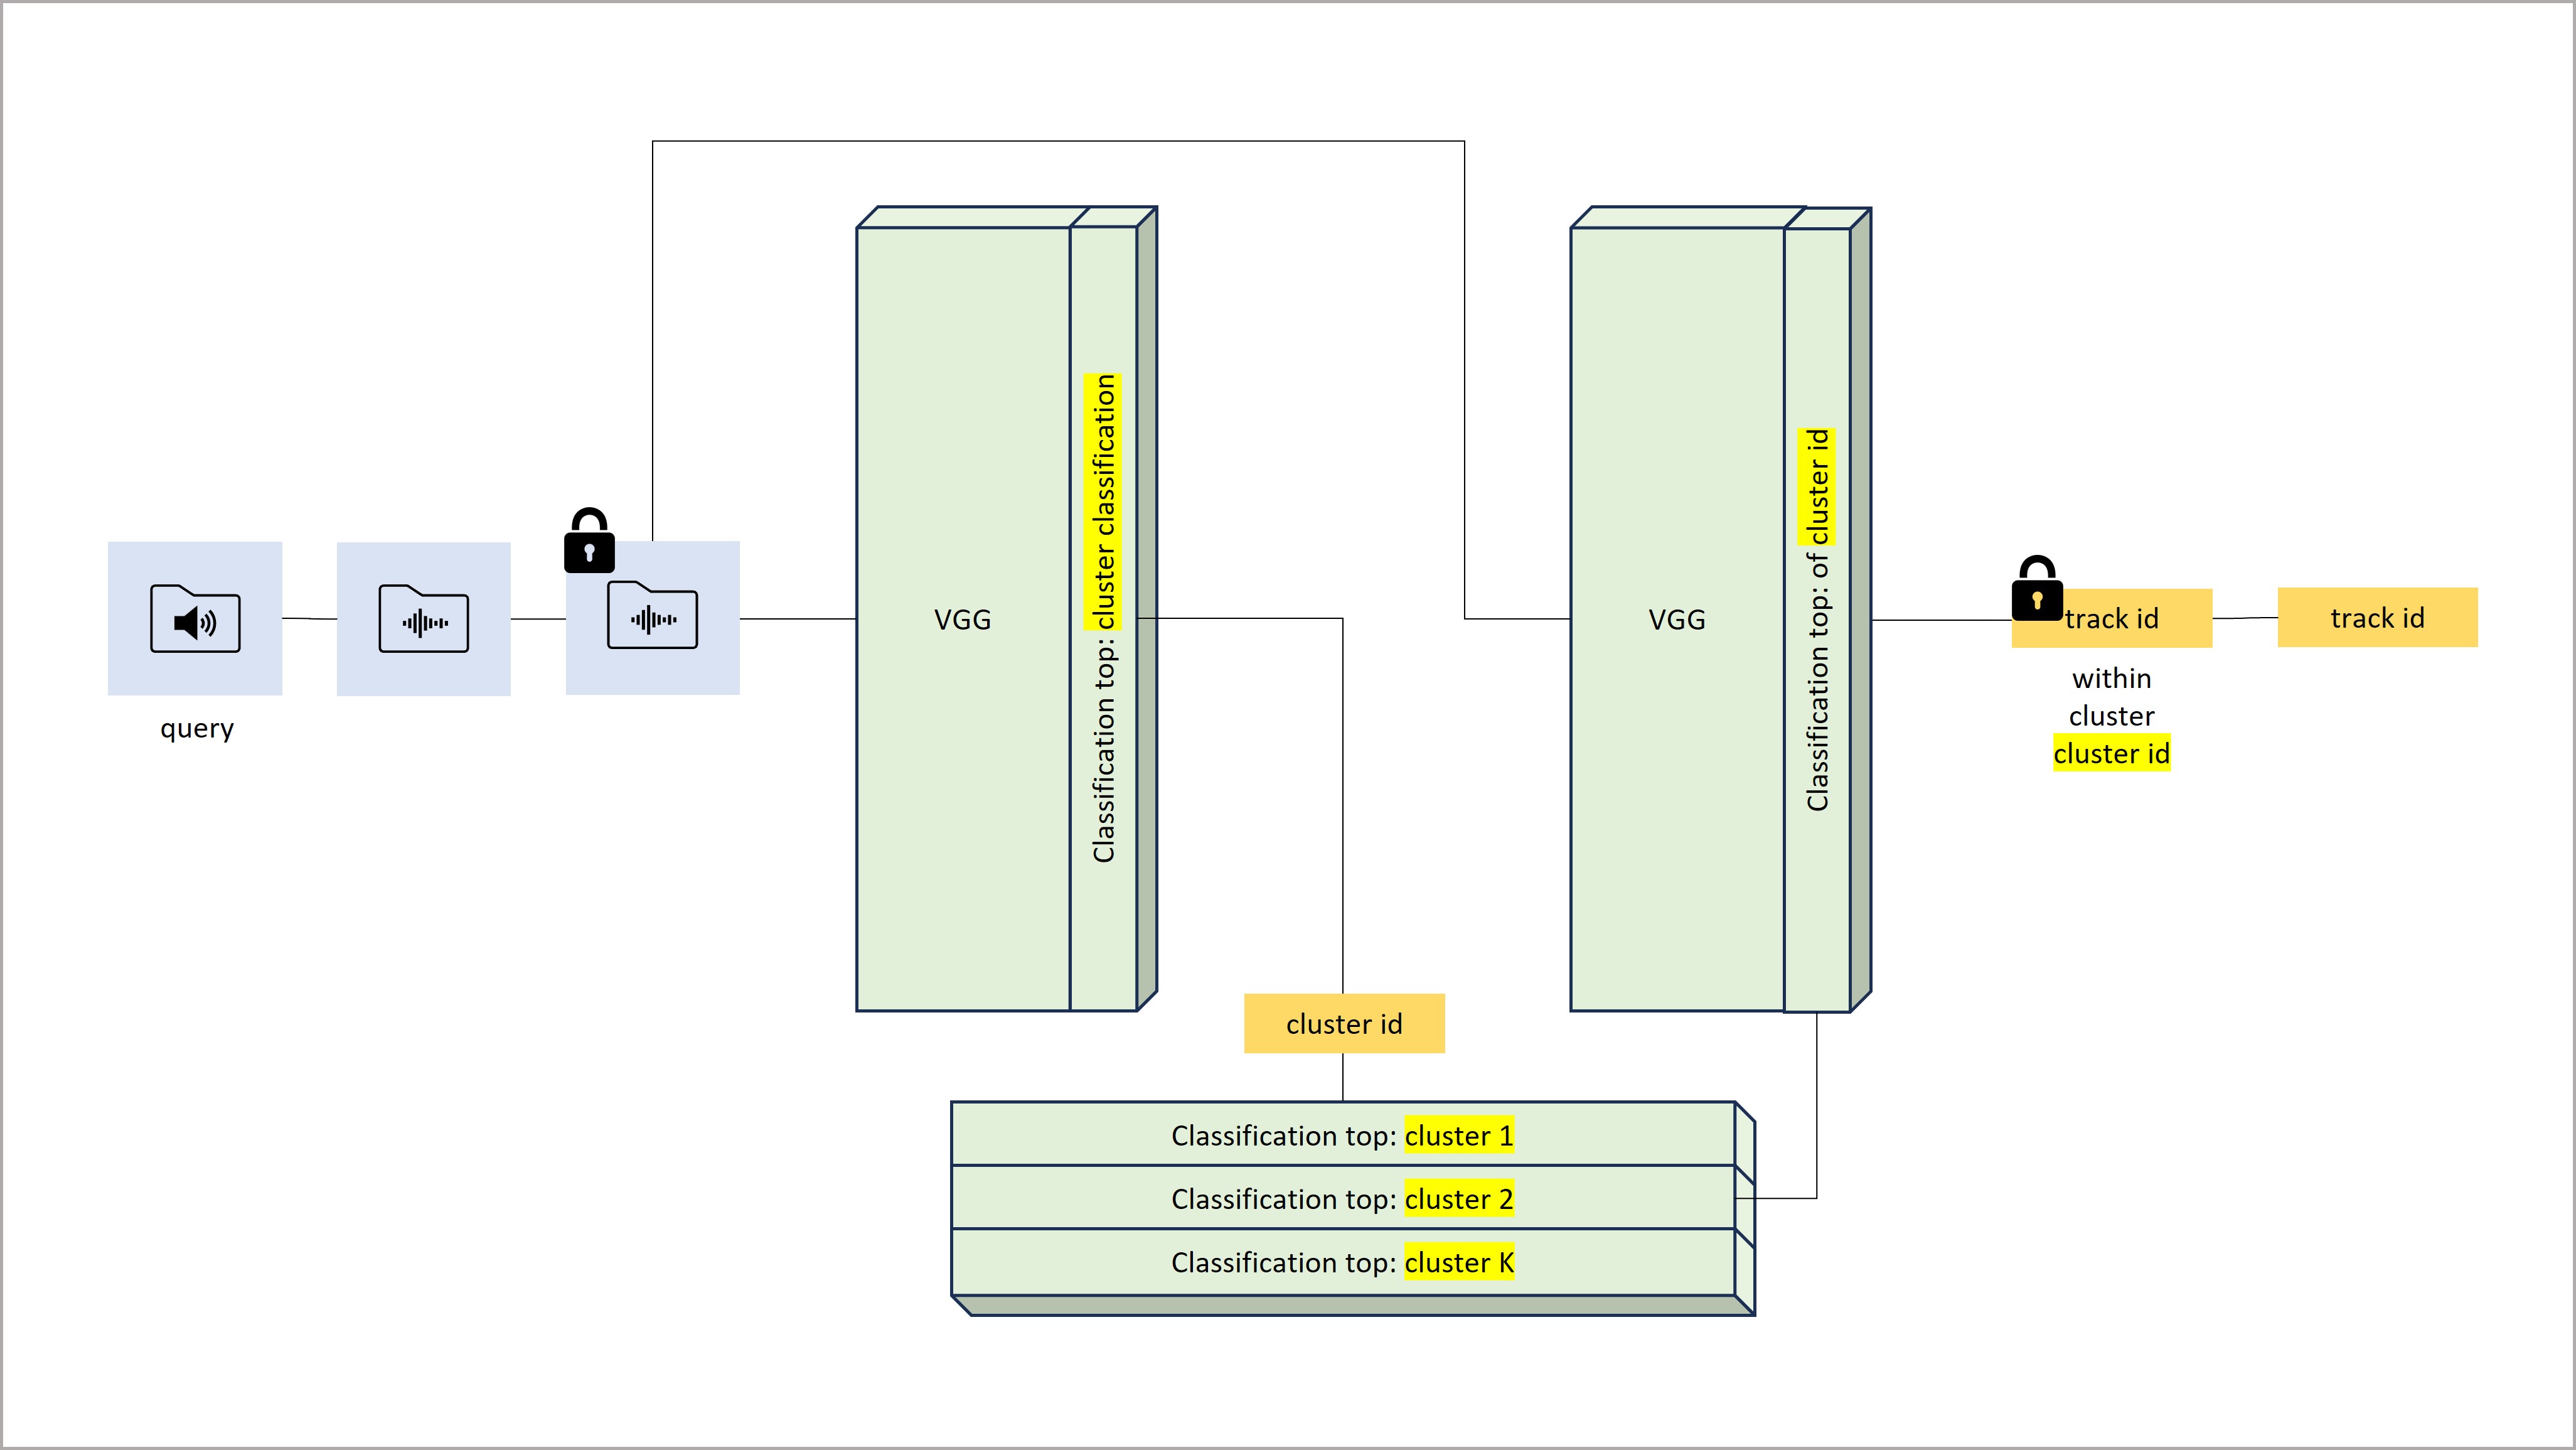 query
VGG
Classification top: cluster classification
cluster id
Classification top: cluster 1
Classification top: cluster 2
Classification top: cluster K
VGG
Classification top: of cluster id
track id
within
cluster
cluster id
track id